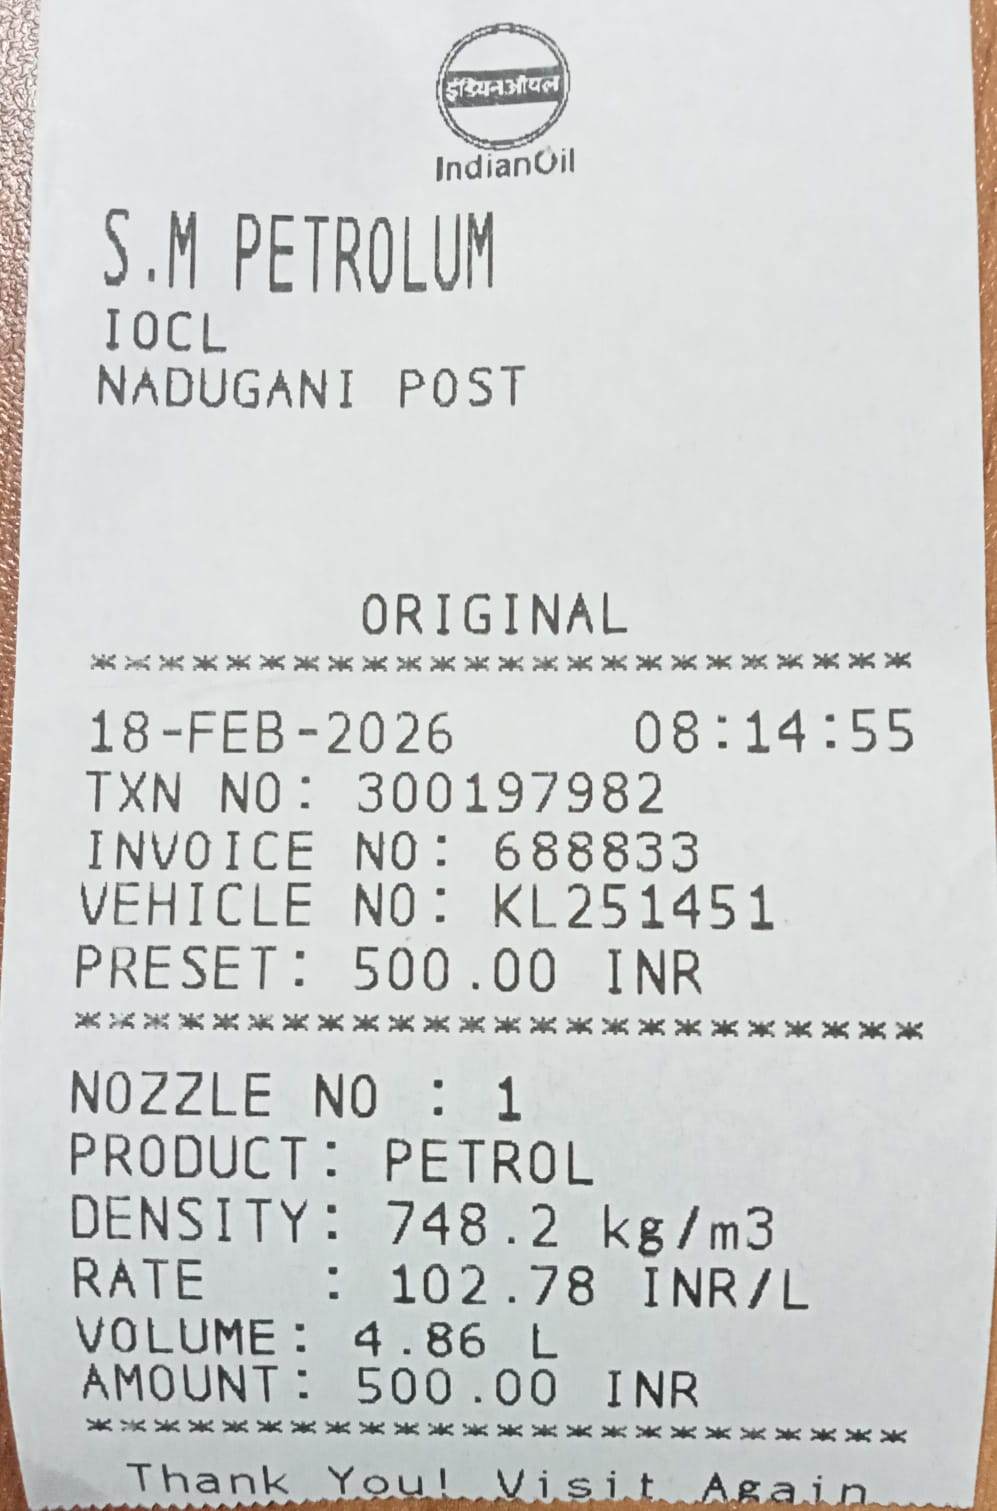 इंडियनऑयल
IndianOil
S.M PETROLUM
IOCL
NADUGANI POST
ORIGINAL
************************
18-FEB-2026 08:14:55
TXN NO: 300197982
INVOICE NO: 688833
VEHICLE NO: KL251451
PRESET: 500.00 INR
************************
NOZZLE NO : 1
PRODUCT: PETROL
DENSITY: 748.2 kg/m3
RATE : 102.78 INR/L
VOLUME: 4.86 L
AMOUNT: 500.00 INR
************************
Thank You! Visit Again